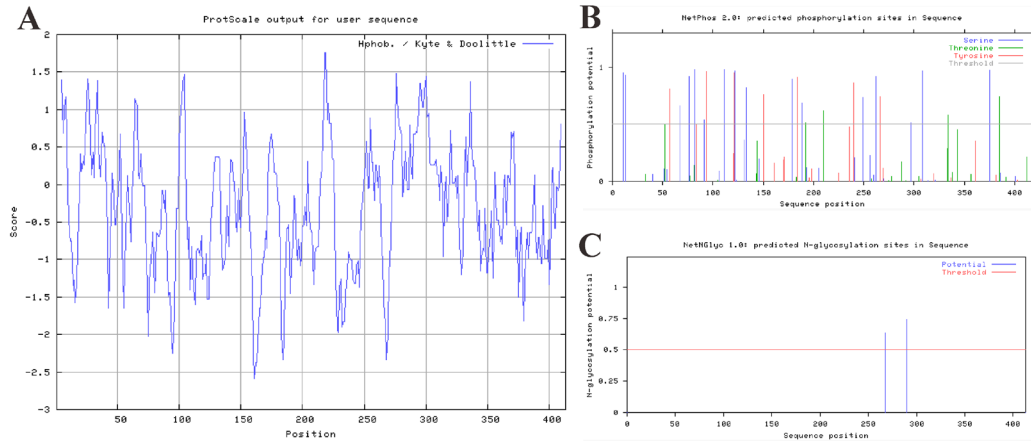 A
ProtScale output for user sequence
Hphob. / Kyte & Doolittle
2
1.5
1
0.5
0
-0.5
-1
-1.5
-2
-2.5
-3
Score
50
100
150
200
250
300
350
400
Position
B
NetPhos 2.0: predicted phosphorylation sites in Sequence
Serine
Threonine
Tyrosine
Threshold
1
0
Phosphorylation potential
0
50
100
150
200
250
300
350
400
Sequence position
C
NetNGlyc 1.0: predicted N-glycosylation sites in Sequence
Potential
Threshold
1
0.75
0.5
0.25
0
N-glycosylation potential
0
50
100
150
200
250
300
350
400
Sequence position